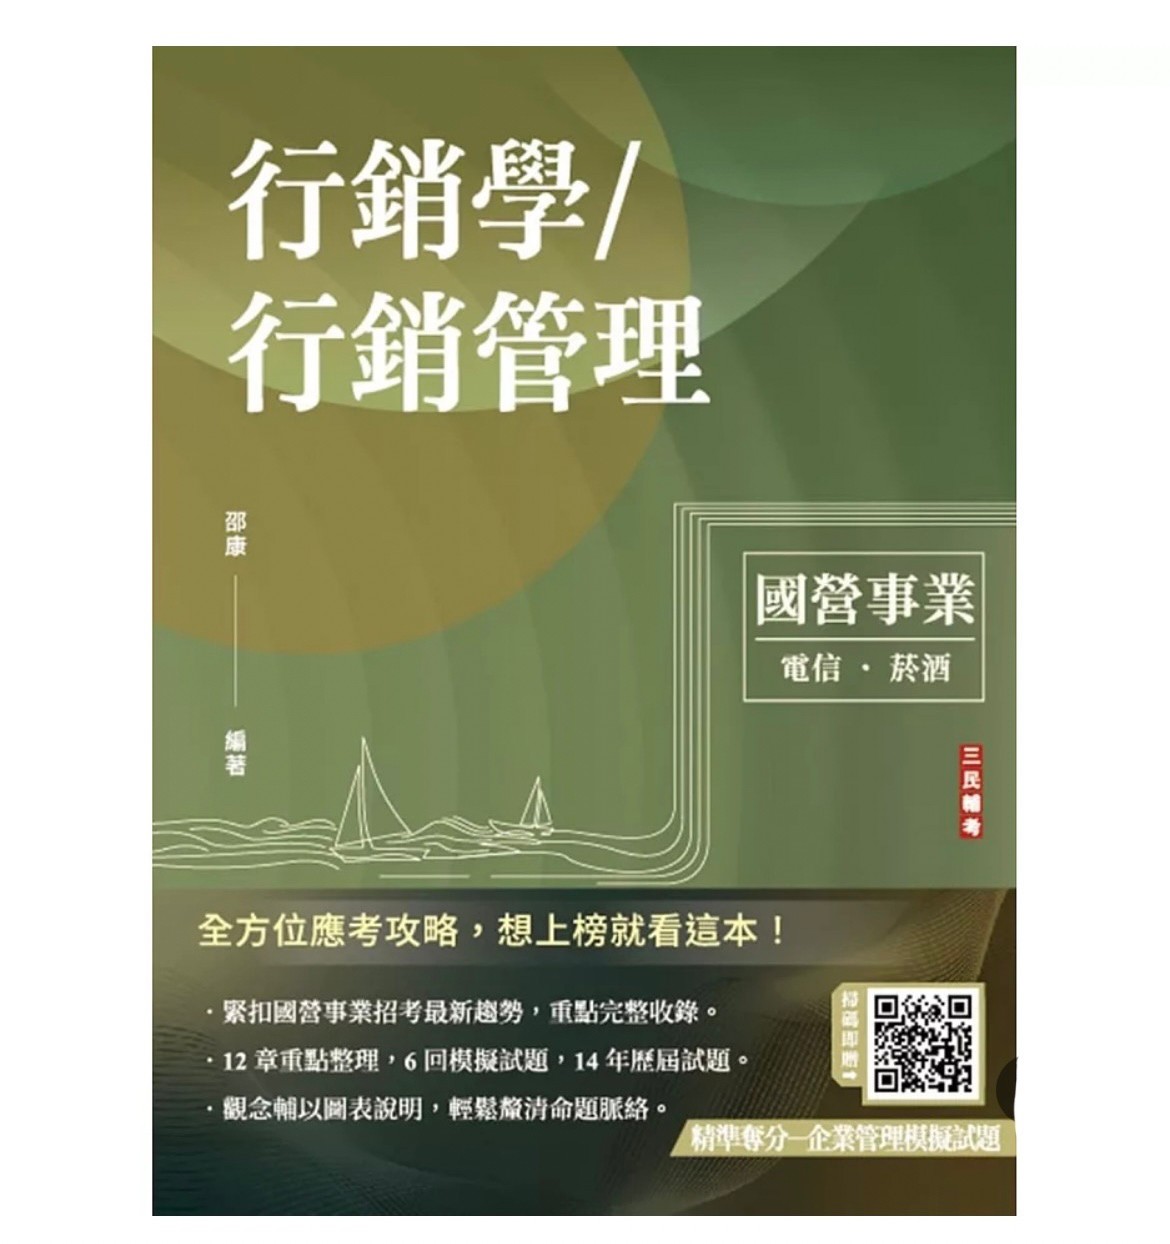 行銷學/
行銷管理
邵康
編著
國營事業
電信・菸酒
三民輔考
全方位應考攻略，想上榜就看這本！
・緊扣國營事業招考最新趨勢，重點完整收錄。
・12 章重點整理，6 回模擬試題，14 年歷屆試題。
・觀念輔以圖表說明，輕鬆釐清命題脈絡。
掃碼即贈➡
精準奪分—企業管理模擬試題